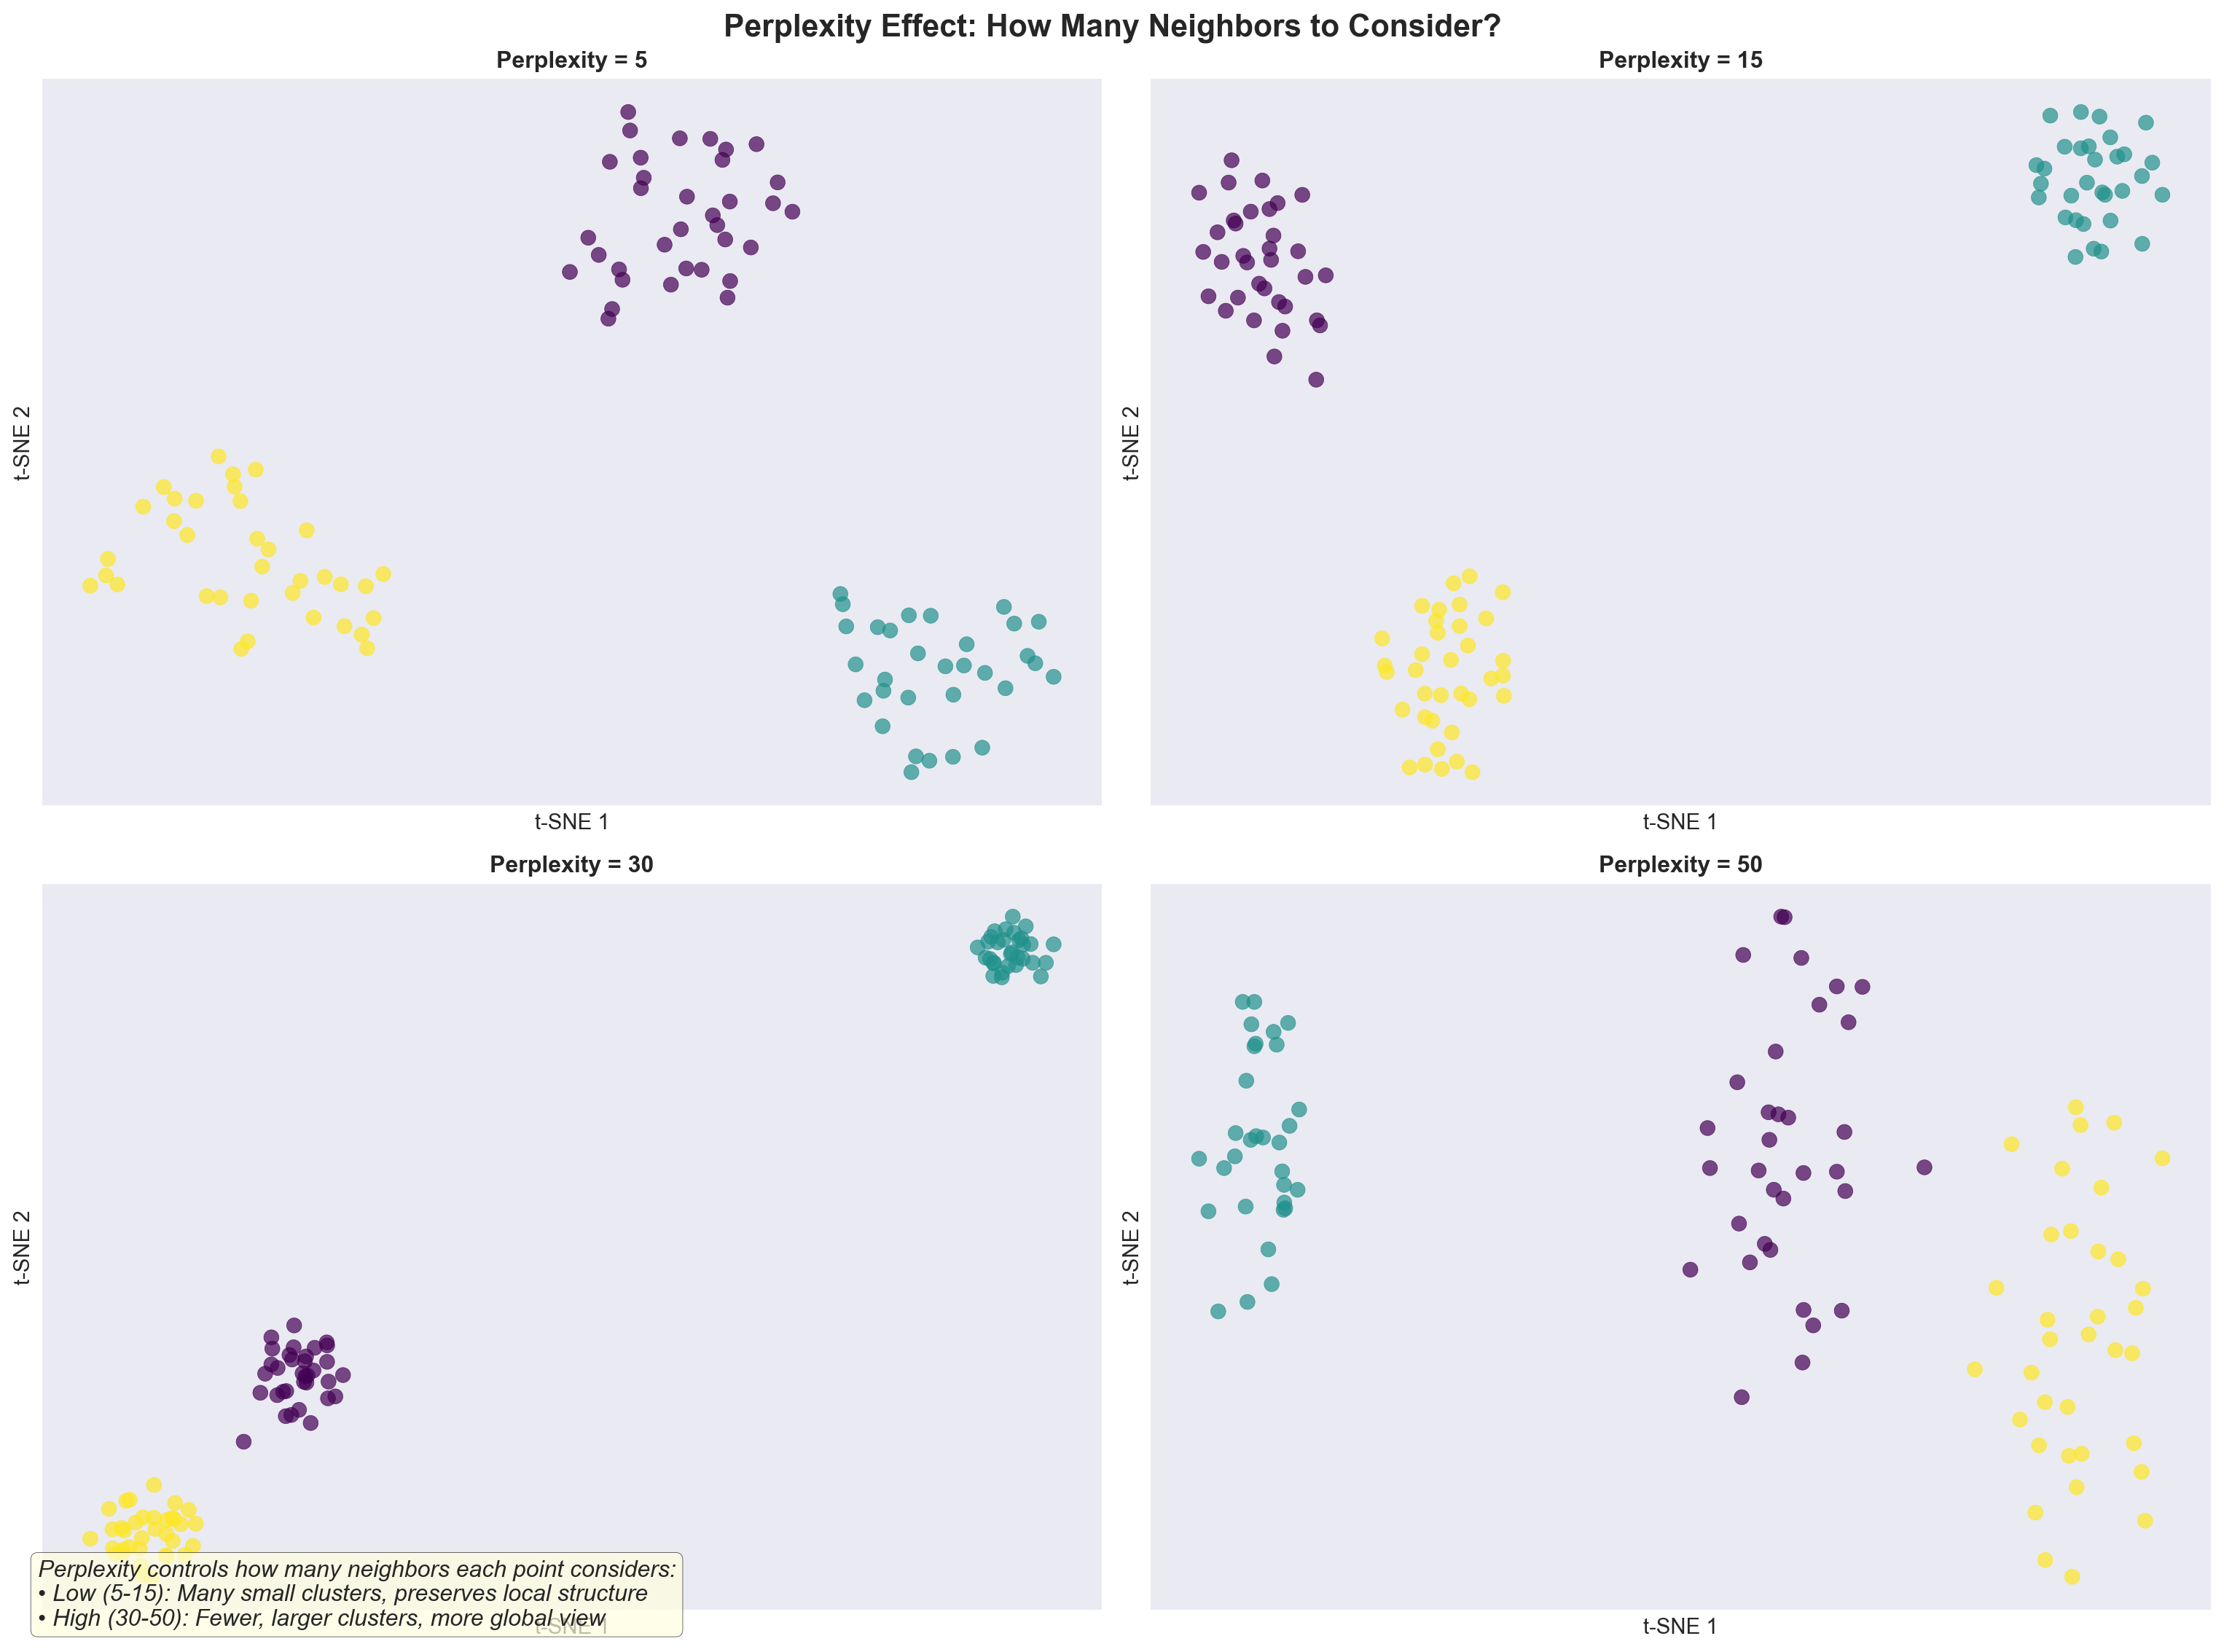 Perplexity Effect: How Many Neighbors to Consider?
Perplexity = 5
t-SNE 2
t-SNE 1
Perplexity = 15
t-SNE 2
t-SNE 1
Perplexity = 30
t-SNE 2
t-SNE 1
Perplexity controls how many neighbors each point considers:
• Low (5-15): Many small clusters, preserves local structure
• High (30-50): Fewer, larger clusters, more global view
Perplexity = 50
t-SNE 2
t-SNE 1